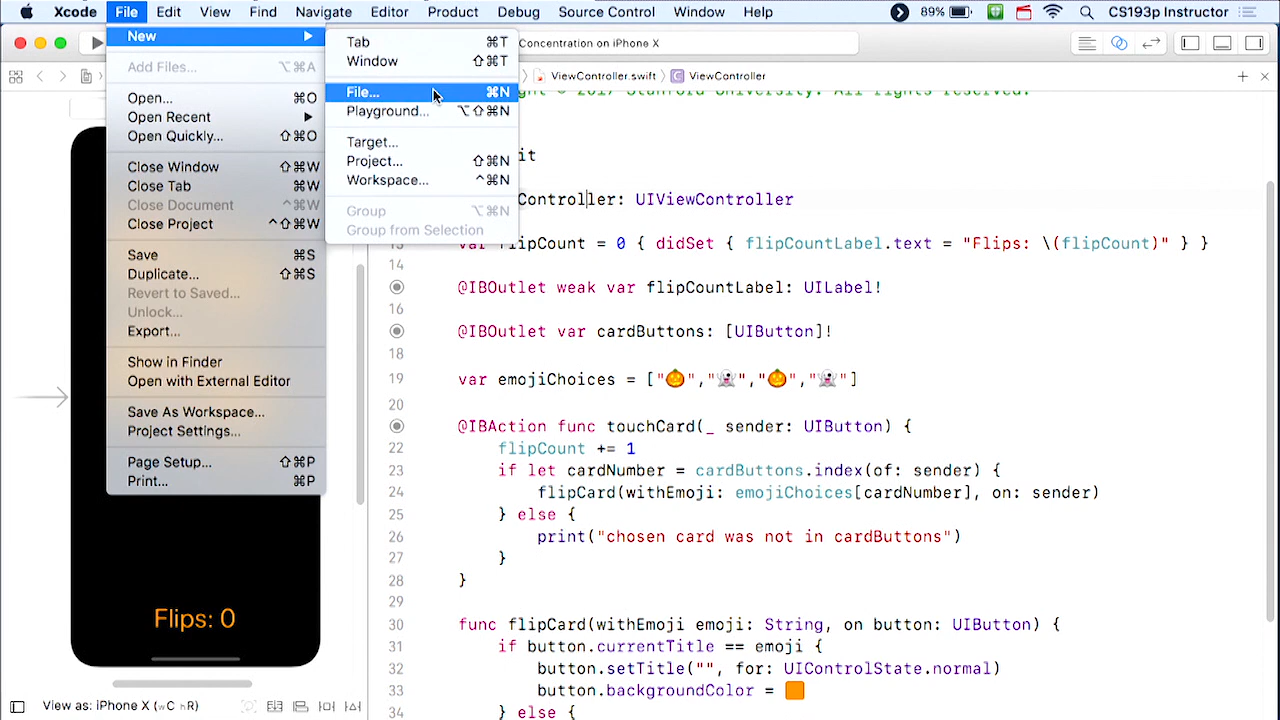 Xcode File Edit View Find Navigate Editor Product Debug Source Control Window Help 89% CS193p Instructor
New
Add Files... ⌥⌘A
Open... ⌘O
Open Recent
Open Quickly... ⇧⌘O
Close Window ⇧⌘W
Close Tab ⌘W
Close Document ^⌘W
Close Project ^⇧⌘W
Save ⌘S
Duplicate... ⇧⌘S
Revert to Saved...
Unlock...
Export...
Show in Finder
Open with External Editor
Save As Workspace...
Project Settings...
Page Setup... ⇧⌘P
Print... ⌘P
Tab ⌘T
Window ⇧⌘T
File... ⌘N
Playground... ⌥⇧⌘N
Target...
Project... ⇧⌘N
Workspace... ^⌘N
Group ⌥⌘N
Group from Selection
Concentration on iPhone X
ViewController.swift C ViewController
ght © 2017 Stanford University. All rights reserved.
it
Controller: UIViewController
13 var flipCount = 0 { didSet { flipCountLabel.text = "Flips: \(flipCount)" } }
14
@IBOutlet weak var flipCountLabel: UILabel!
16
@IBOutlet var cardButtons: [UIButton]!
18
19 var emojiChoices = ["🎃","👻","🎃","👻"]
20
@IBAction func touchCard(_ sender: UIButton) {
22 flipCount += 1
23 if let cardNumber = cardButtons.index(of: sender) {
24 flipCard(withEmoji: emojiChoices[cardNumber], on: sender)
25 } else {
26 print("chosen card was not in cardButtons")
27 }
28 }
29
30 func flipCard(withEmoji emoji: String, on button: UIButton) {
31 if button.currentTitle == emoji {
32 button.setTitle("", for: UIControlState.normal)
33 button.backgroundColor =
34 } else {
Flips: 0
View as: iPhone X (wC hR)